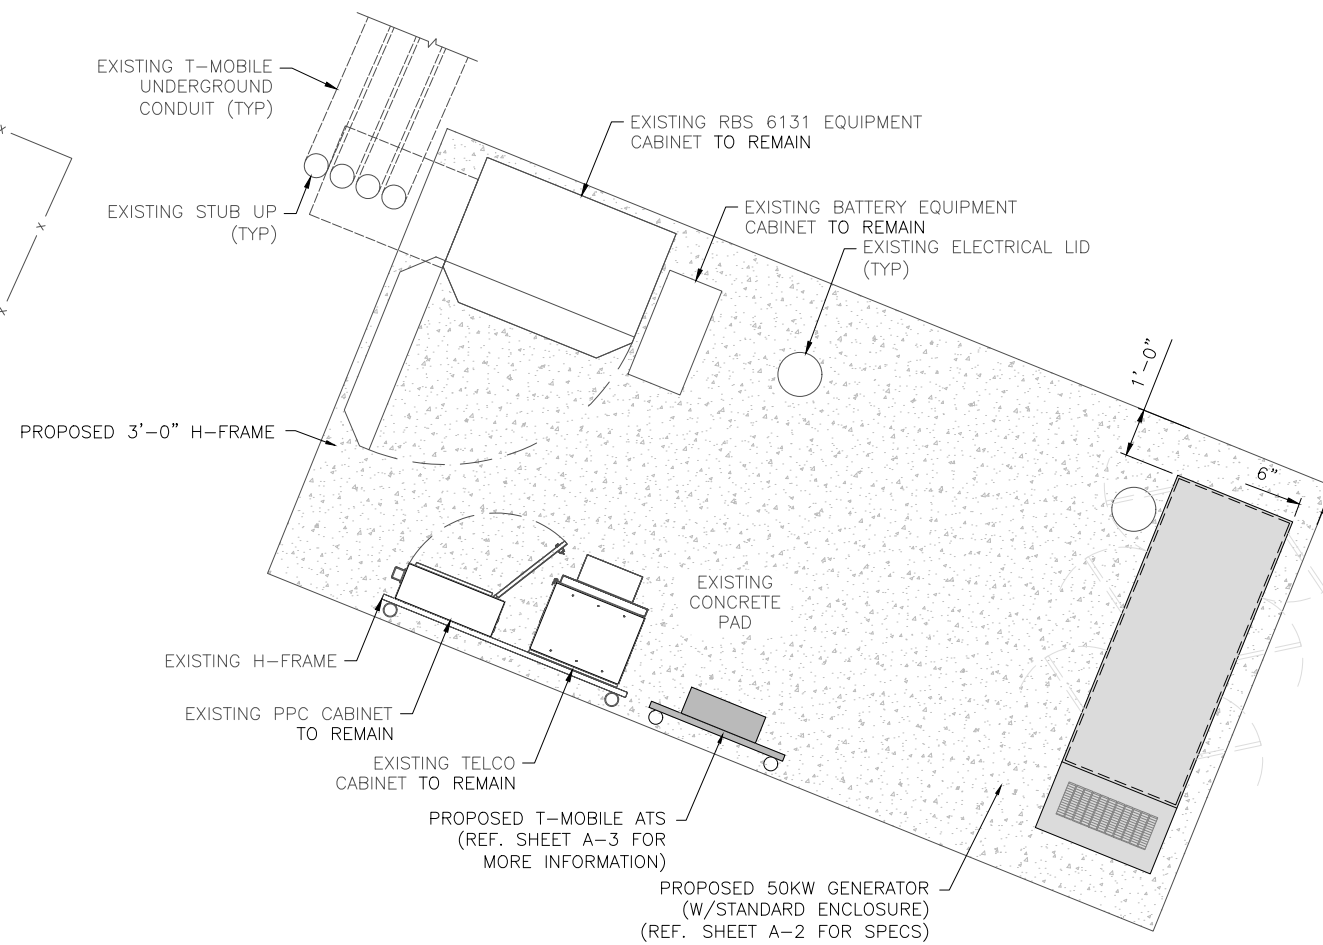 EXISTING T-MOBILE
UNDERGROUND
CONDUIT (TYP)
EXISTING STUB UP
(TYP)
EXISTING RBS 6131 EQUIPMENT
CABINET TO REMAIN
EXISTING BATTERY EQUIPMENT
CABINET TO REMAIN
EXISTING ELECTRICAL LID
(TYP)
1'-0"
6"
PROPOSED 3'-0" H-FRAME
EXISTING
CONCRETE
PAD
EXISTING H-FRAME
EXISTING PPC CABINET
TO REMAIN
EXISTING TELCO
CABINET TO REMAIN
PROPOSED T-MOBILE ATS
(REF. SHEET A-3 FOR
MORE INFORMATION)
PROPOSED 50KW GENERATOR
(W/STANDARD ENCLOSURE)
(REF. SHEET A-2 FOR SPECS)
x
x
x